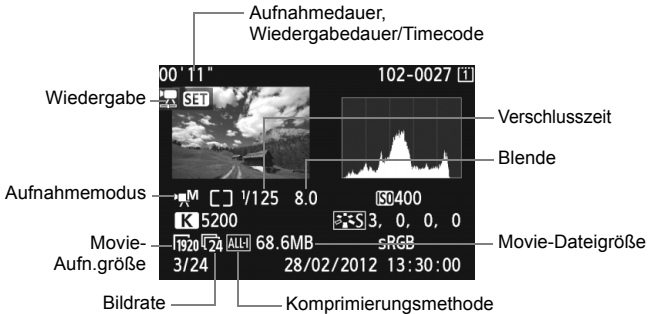 Aufnahmedauer,
Wiedergabedauer/Timecode
00'11"
102-0027 [1]
Wiedergabe
SET
Verschlusszeit
Blende
Aufnahmemodus
M 1/125 8.0 ISO400
K 5200
S 3, 0, 0, 0
Movie-
Aufn.größe
1920 24 ALL-I 68.6MB sRGB
Movie-Dateigröße
3/24 28/02/2012 13:30:00
Bildrate
Komprimierungsmethode